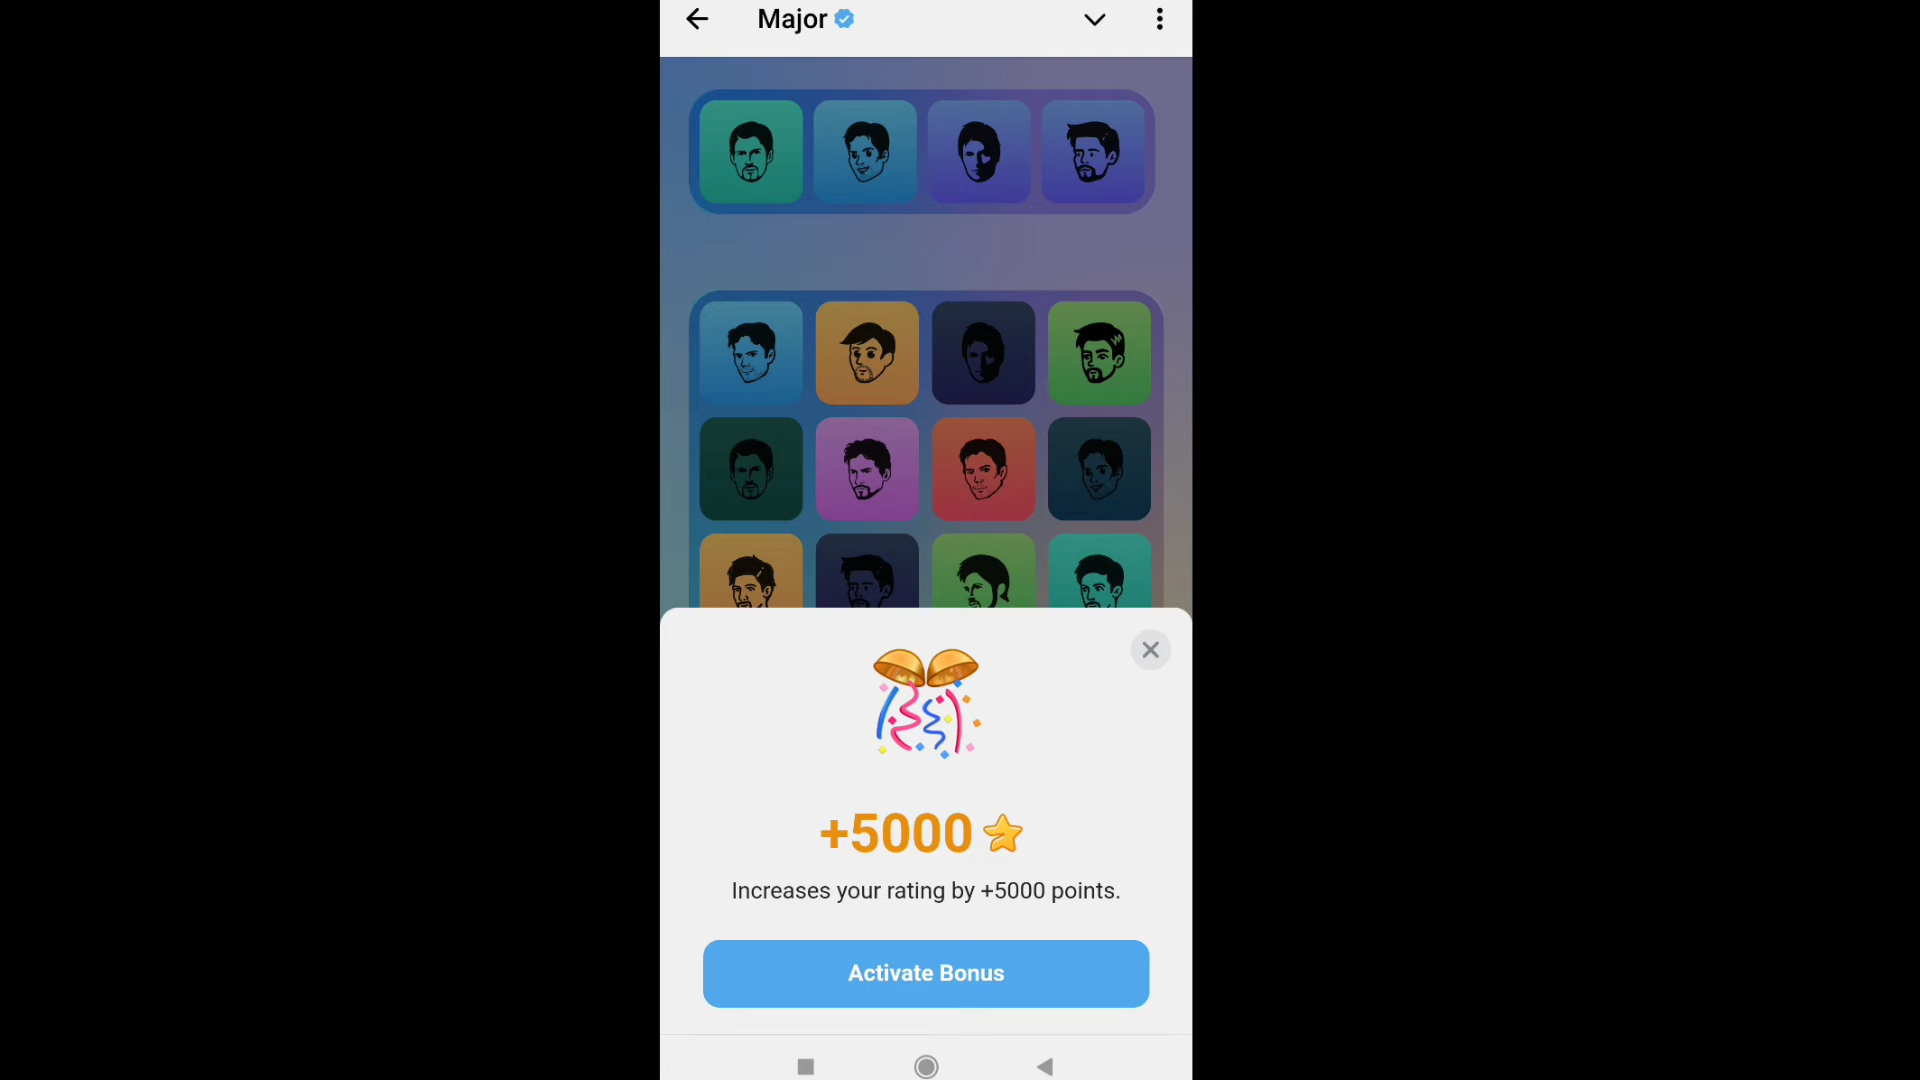 Major
+5000
Increases your rating by +5000 points.
Activate Bonus